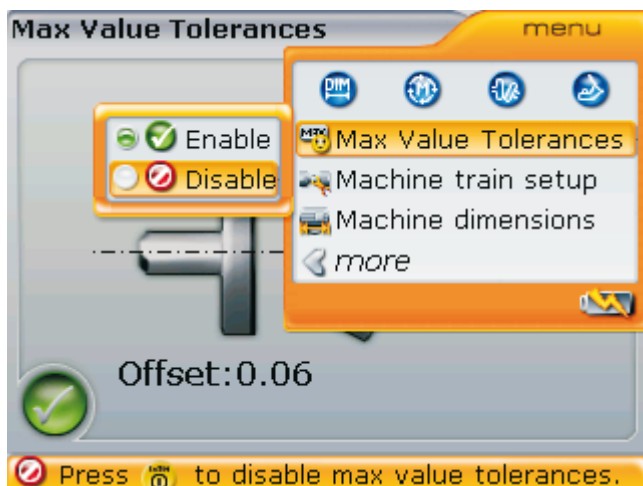 Max Value Tolerances
menu
DIM
M
Enable
Disable
Max Value Tolerances
Machine train setup
Machine dimensions
more
Offset:0.06
Press to disable max value tolerances.